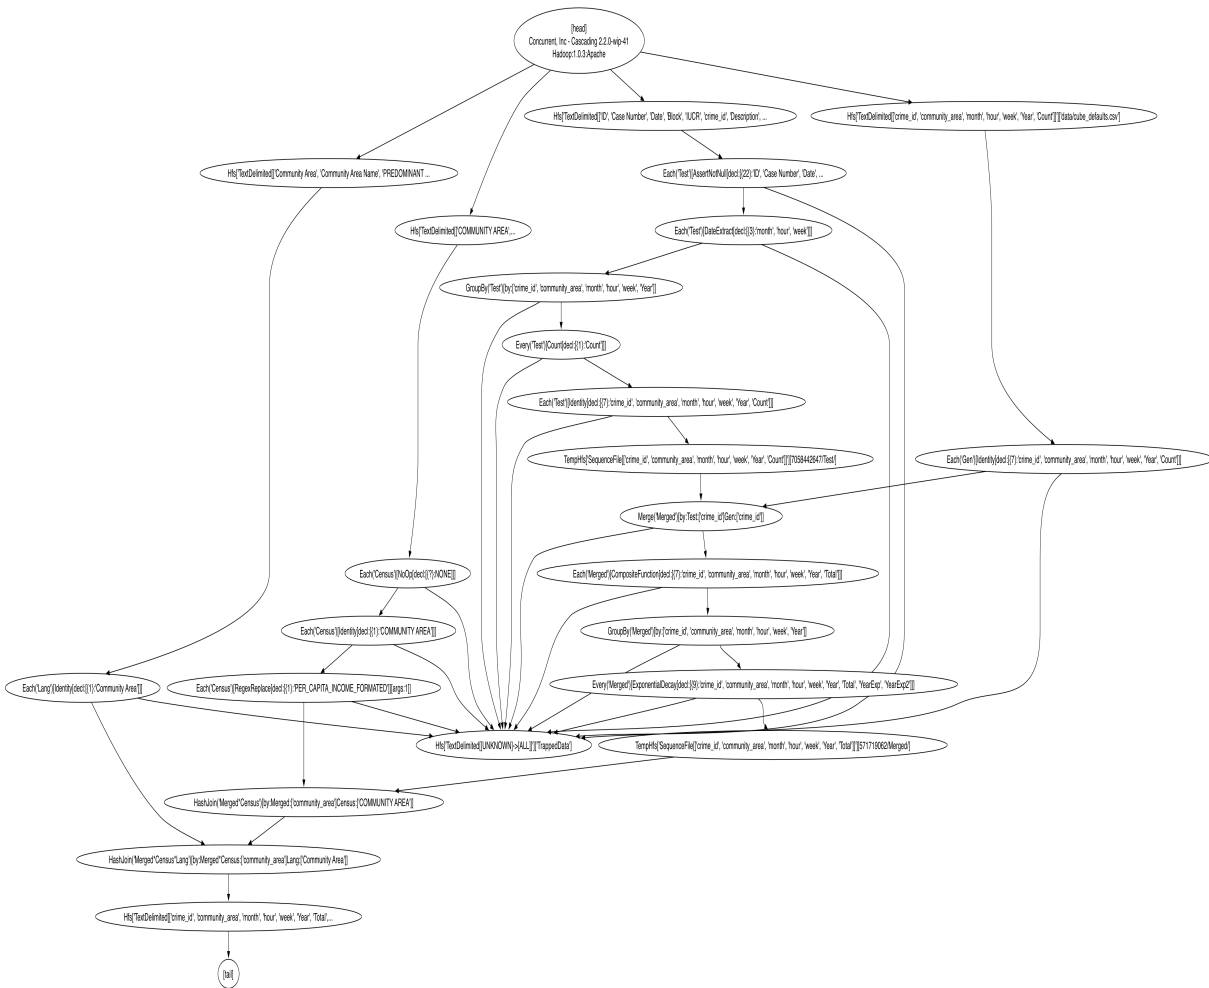 [head]
Concurrent, Inc - Cascading 2.2.0-wip-41
Hadoop:1.0.3:Apache
Hfs['TextDelimited[['ID', 'Case Number', 'Date', 'Block', 'IUCR', 'crime_id', 'Description', ...
Hfs['TextDelimited[['crime_id', 'community_area', 'month', 'hour', 'week', 'Year', 'Count']]']['data/cube_defaults.csv']
Hfs['TextDelimited[['Community Area', 'Community Area Name', 'PREDOMINANT ...
Each('Test')[AssertNotNull[decl:[{22}:'ID', 'Case Number', 'Date', ...
Hfs['TextDelimited[['COMMUNITY AREA',...
Each('Test')[DateExtract[decl:[{3}:'month', 'hour', 'week']]]
GroupBy('Test')[by:['crime_id', 'community_area', 'month', 'hour', 'week', 'Year']]
Every('Test')[Count[decl:[{1}:'Count']]]
Each('Test')[Identity[decl:[{7}:'crime_id', 'community_area', 'month', 'hour', 'week', 'Year', 'Count']]]
TempHfs['SequenceFile[['crime_id', 'community_area', 'month', 'hour', 'week', 'Year', 'Count']]'][7058442647/Test/]
Each('Gen')[Identity[decl:[{7}:'crime_id', 'community_area', 'month', 'hour', 'week', 'Year', 'Count']]]
Merge('Merged')[by:Test:['crime_id']Gen:['crime_id']]
Each('Census')[NoOp[decl:[{?}:NONE]]]
Each('Merged')[CompositeFunction[decl:[{7}:'crime_id', 'community_area', 'month', 'hour', 'week', 'Year', 'Total']]]
Each('Census')[Identity[decl:[{1}:'COMMUNITY AREA']]]
GroupBy('Merged')[by:['crime_id', 'community_area', 'month', 'hour', 'week', 'Year']]
Each('Lang')[Identity[decl:[{1}:'Community Area']]]
Each('Census')[RegexReplace[decl:[{1}:'PER_CAPITA_INCOME_FORMATED']][args:1]]
Every('Merged')[ExponentialDecay[decl:[{9}:'crime_id', 'community_area', 'month', 'hour', 'week', 'Year', 'Total', 'YearExp', 'YearExp2']]]
Hfs['TextDelimited[[UNKNOWN]->[ALL]]']['TrappedData']
TempHfs['SequenceFile[['crime_id', 'community_area', 'month', 'hour', 'week', 'Year', 'Total']]'][571719062/Merged/]
HashJoin('Merged*Census')[by:Merged:['community_area']Census:['COMMUNITY AREA']]
HashJoin('Merged*Census*Lang')[by:Merged*Census:['community_area']Lang:['Community Area']]
Hfs['TextDelimited[['crime_id', 'community_area', 'month', 'hour', 'week', 'Year', 'Total',...
[tail]